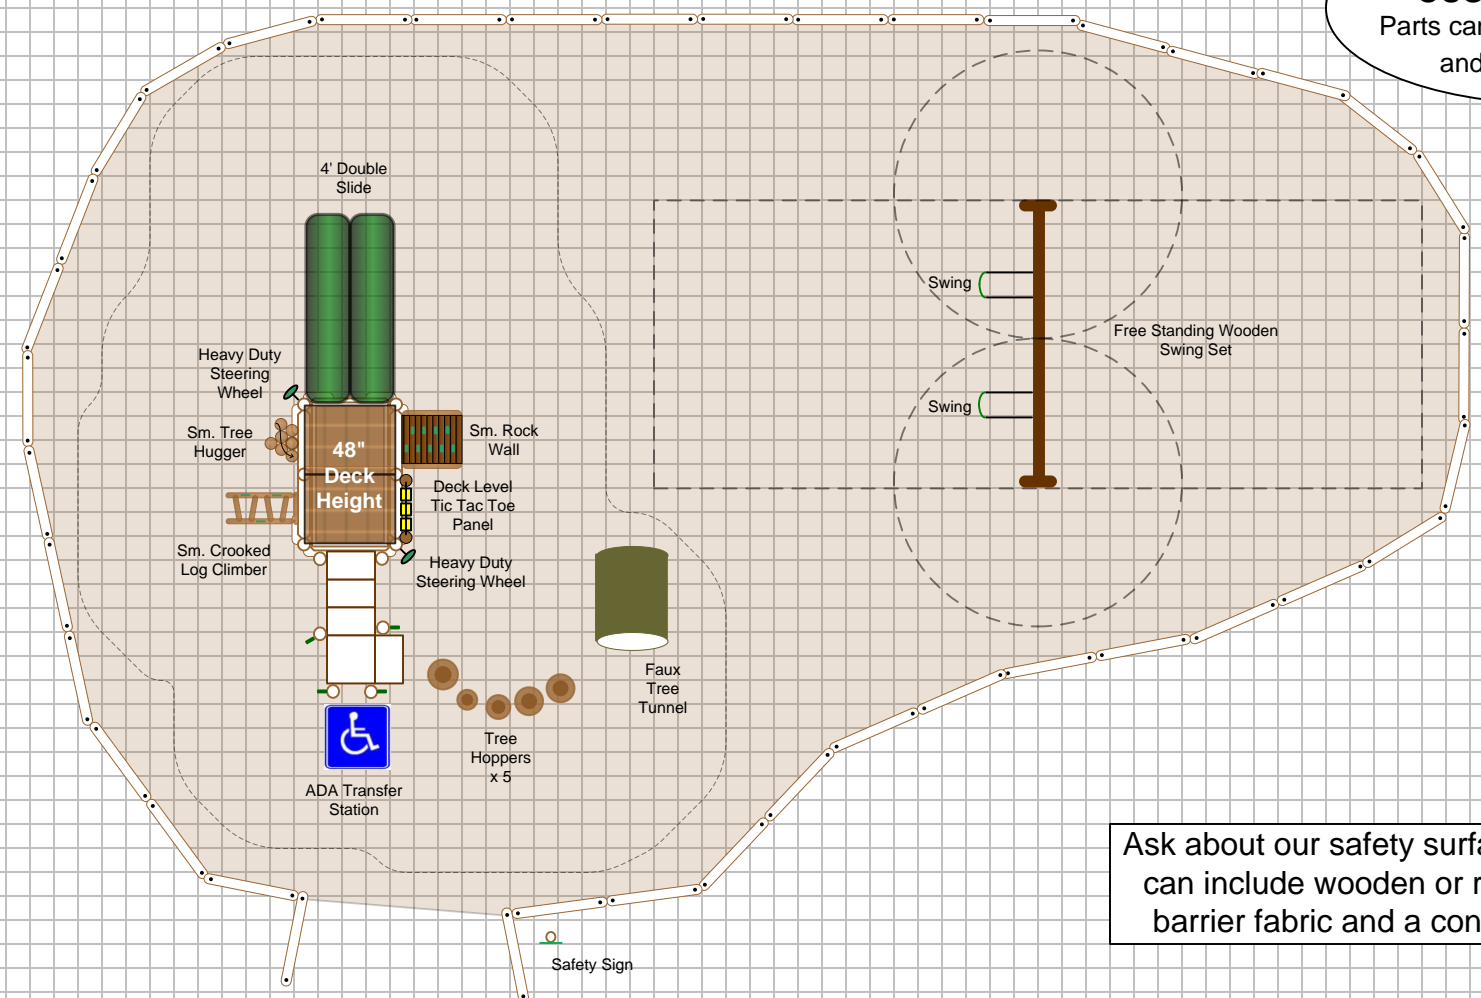 Parts can
and
4' Double
Slide
Swing
Free Standing Wooden
Swing Set
Heavy Duty
Steering
Wheel
Swing
Sm. Tree
Hugger
Sm. Rock
Wall
48"
Deck
Height
Deck Level
Tic Tac Toe
Panel
Sm. Crooked
Log Climber
Heavy Duty
Steering Wheel
Faux
Tree
Tunnel
Tree
Hoppers
x 5
ADA Transfer
Station
Ask about our safety surfa
can include wooden or r
barrier fabric and a con
Safety Sign